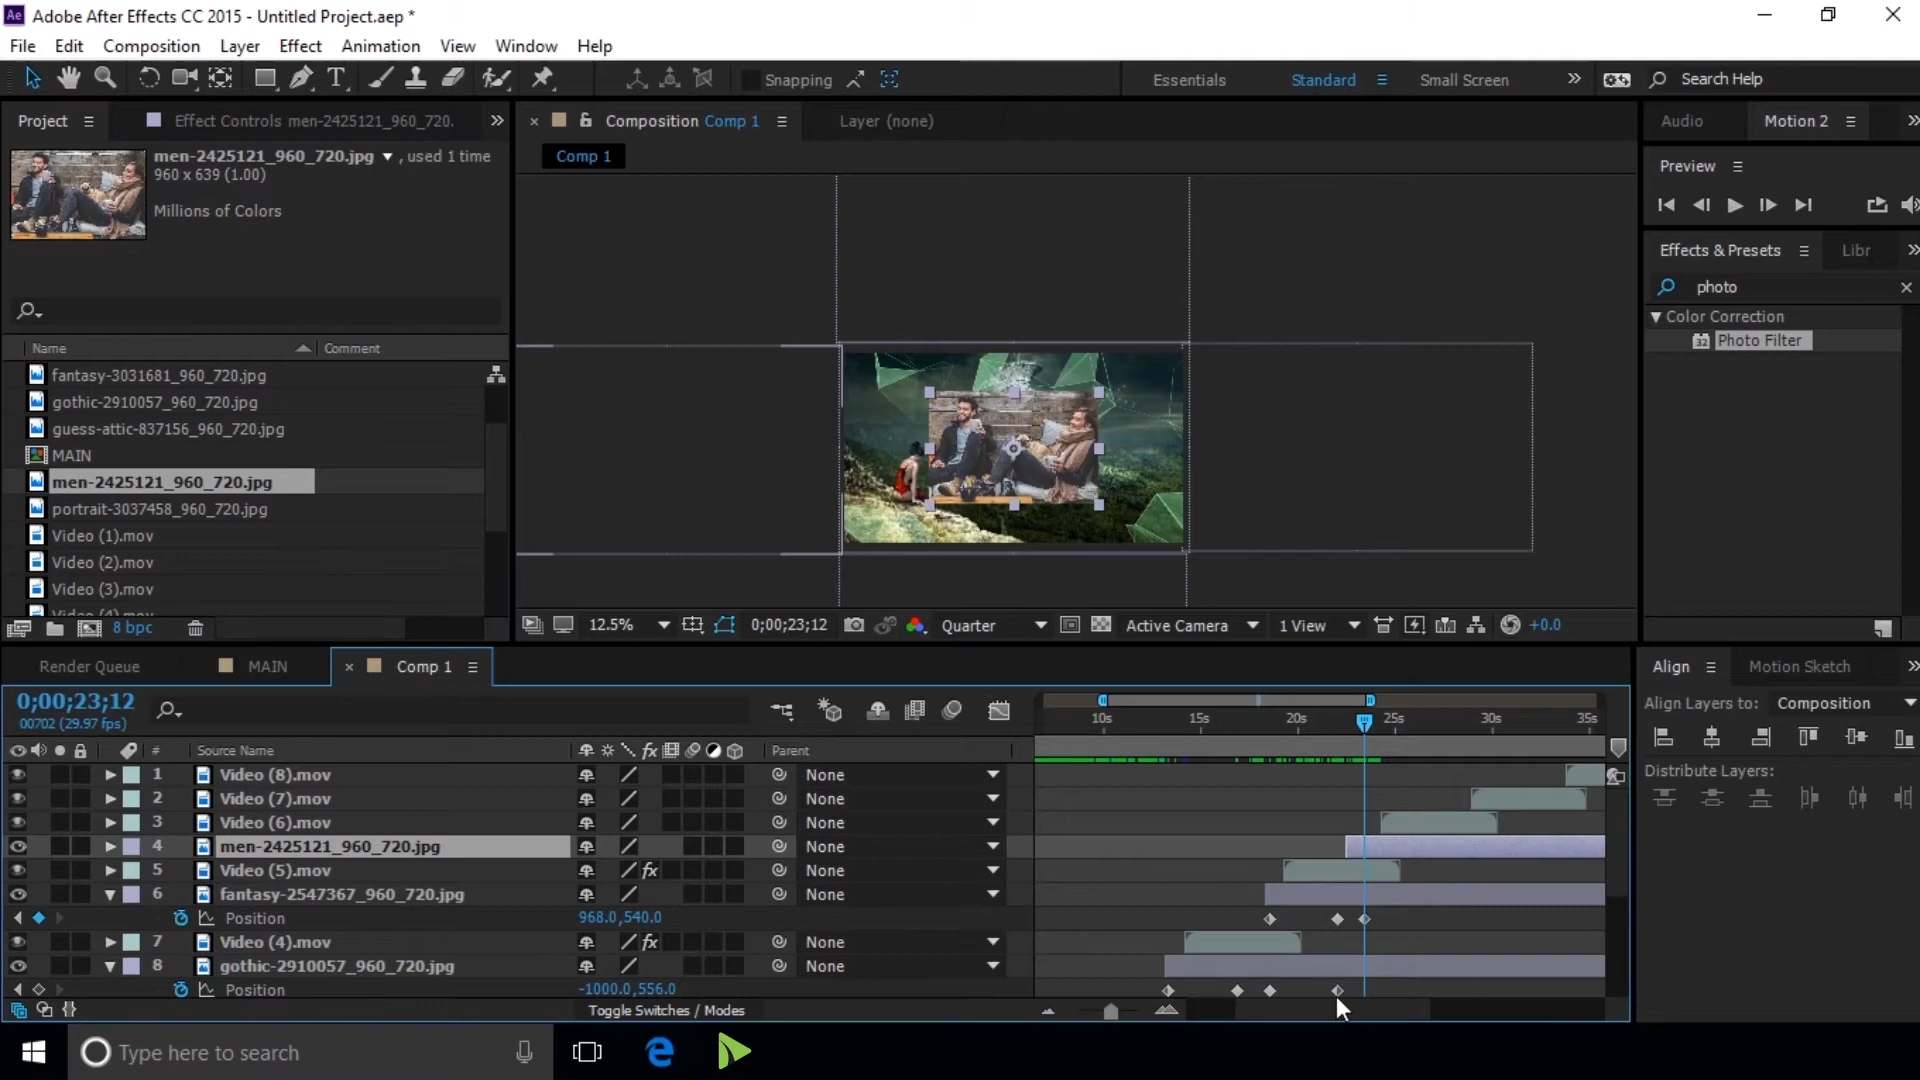 Ae Adobe After Effects CC 2015 - Untitled Project.aep *
File Edit Composition Layer Effect Animation View Window Help
T Snapping Essentials Standard Small Screen Search Help
Project Effect Controls men-2425121_960_720. Composition Comp 1 Layer (none) Audio Motion 2
men-2425121_960_720.jpg , used 1 time
960 x 639 (1.00)
Millions of Colors
Comp 1
Preview
Effects & Presets Libr
photo
Color Correction
32 Photo Filter
Name Comment
fantasy-3031681_960_720.jpg
gothic-2910057_960_720.jpg
guess-attic-837156_960_720.jpg
MAIN
men-2425121_960_720.jpg
portrait-3037458_960_720.jpg
Video (1).mov
Video (2).mov
Video (3).mov
Video (4).mov
8 bpc
12.5% 0;00;23;12 Quarter Active Camera 1 View +0.0
Render Queue MAIN Comp 1
0;00;23;12
00702 (29.97 fps)
10s 15s 20s 25s 30s 35s
# Source Name fx Parent
1 Video (8).mov None
2 Video (7).mov None
3 Video (6).mov None
4 men-2425121_960_720.jpg None
5 Video (5).mov fx None
6 fantasy-2547367_960_720.jpg None
Position 968.0,540.0
7 Video (4).mov fx None
8 gothic-2910057_960_720.jpg None
Position -1000.0,556.0
Toggle Switches / Modes
Align Motion Sketch
Align Layers to: Composition
Distribute Layers:
Type here to search